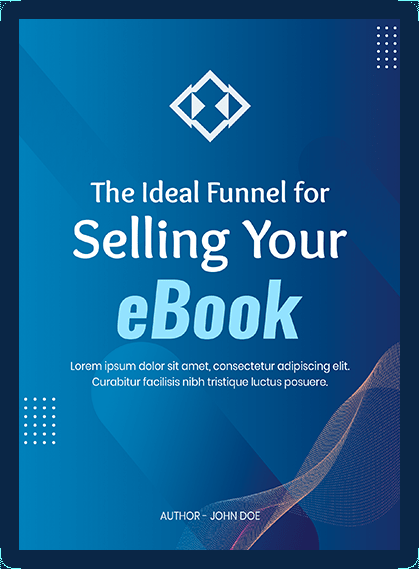 The Ideal Funnel for
Selling Your
eBook
Lorem ipsum dolor sit amet, consectetur adipiscing elit.
Curabitur facilisis nibh tristique luctus posuere.
AUTHOR - JOHN DOE